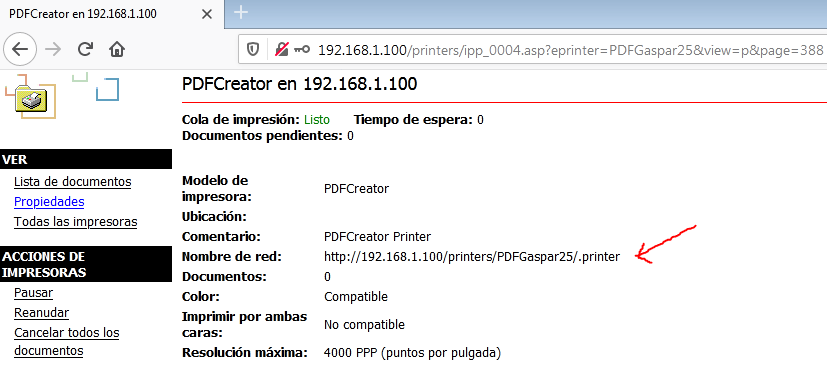 PDFCreator en 192.168.1.100
192.168.1.100/printers/ipp_0004.asp?eprinter=PDFGaspar25&view=p&page=388
PDFCreator en 192.168.1.100
Cola de impresión: Listo Tiempo de espera: 0
Documentos pendientes: 0
VER
Lista de documentos
Propiedades
Todas las impresoras
ACCIONES DE
IMPRESORAS
Pausar
Reanudar
Cancelar todos los
documentos
Modelo de
impresora: PDFCreator
Ubicación:
Comentario: PDFCreator Printer
Nombre de red: http://192.168.1.100/printers/PDFGaspar25/.printer
Documentos: 0
Color: Compatible
Imprimir por ambas
caras: No compatible
Resolución máxima: 4000 PPP (puntos por pulgada)